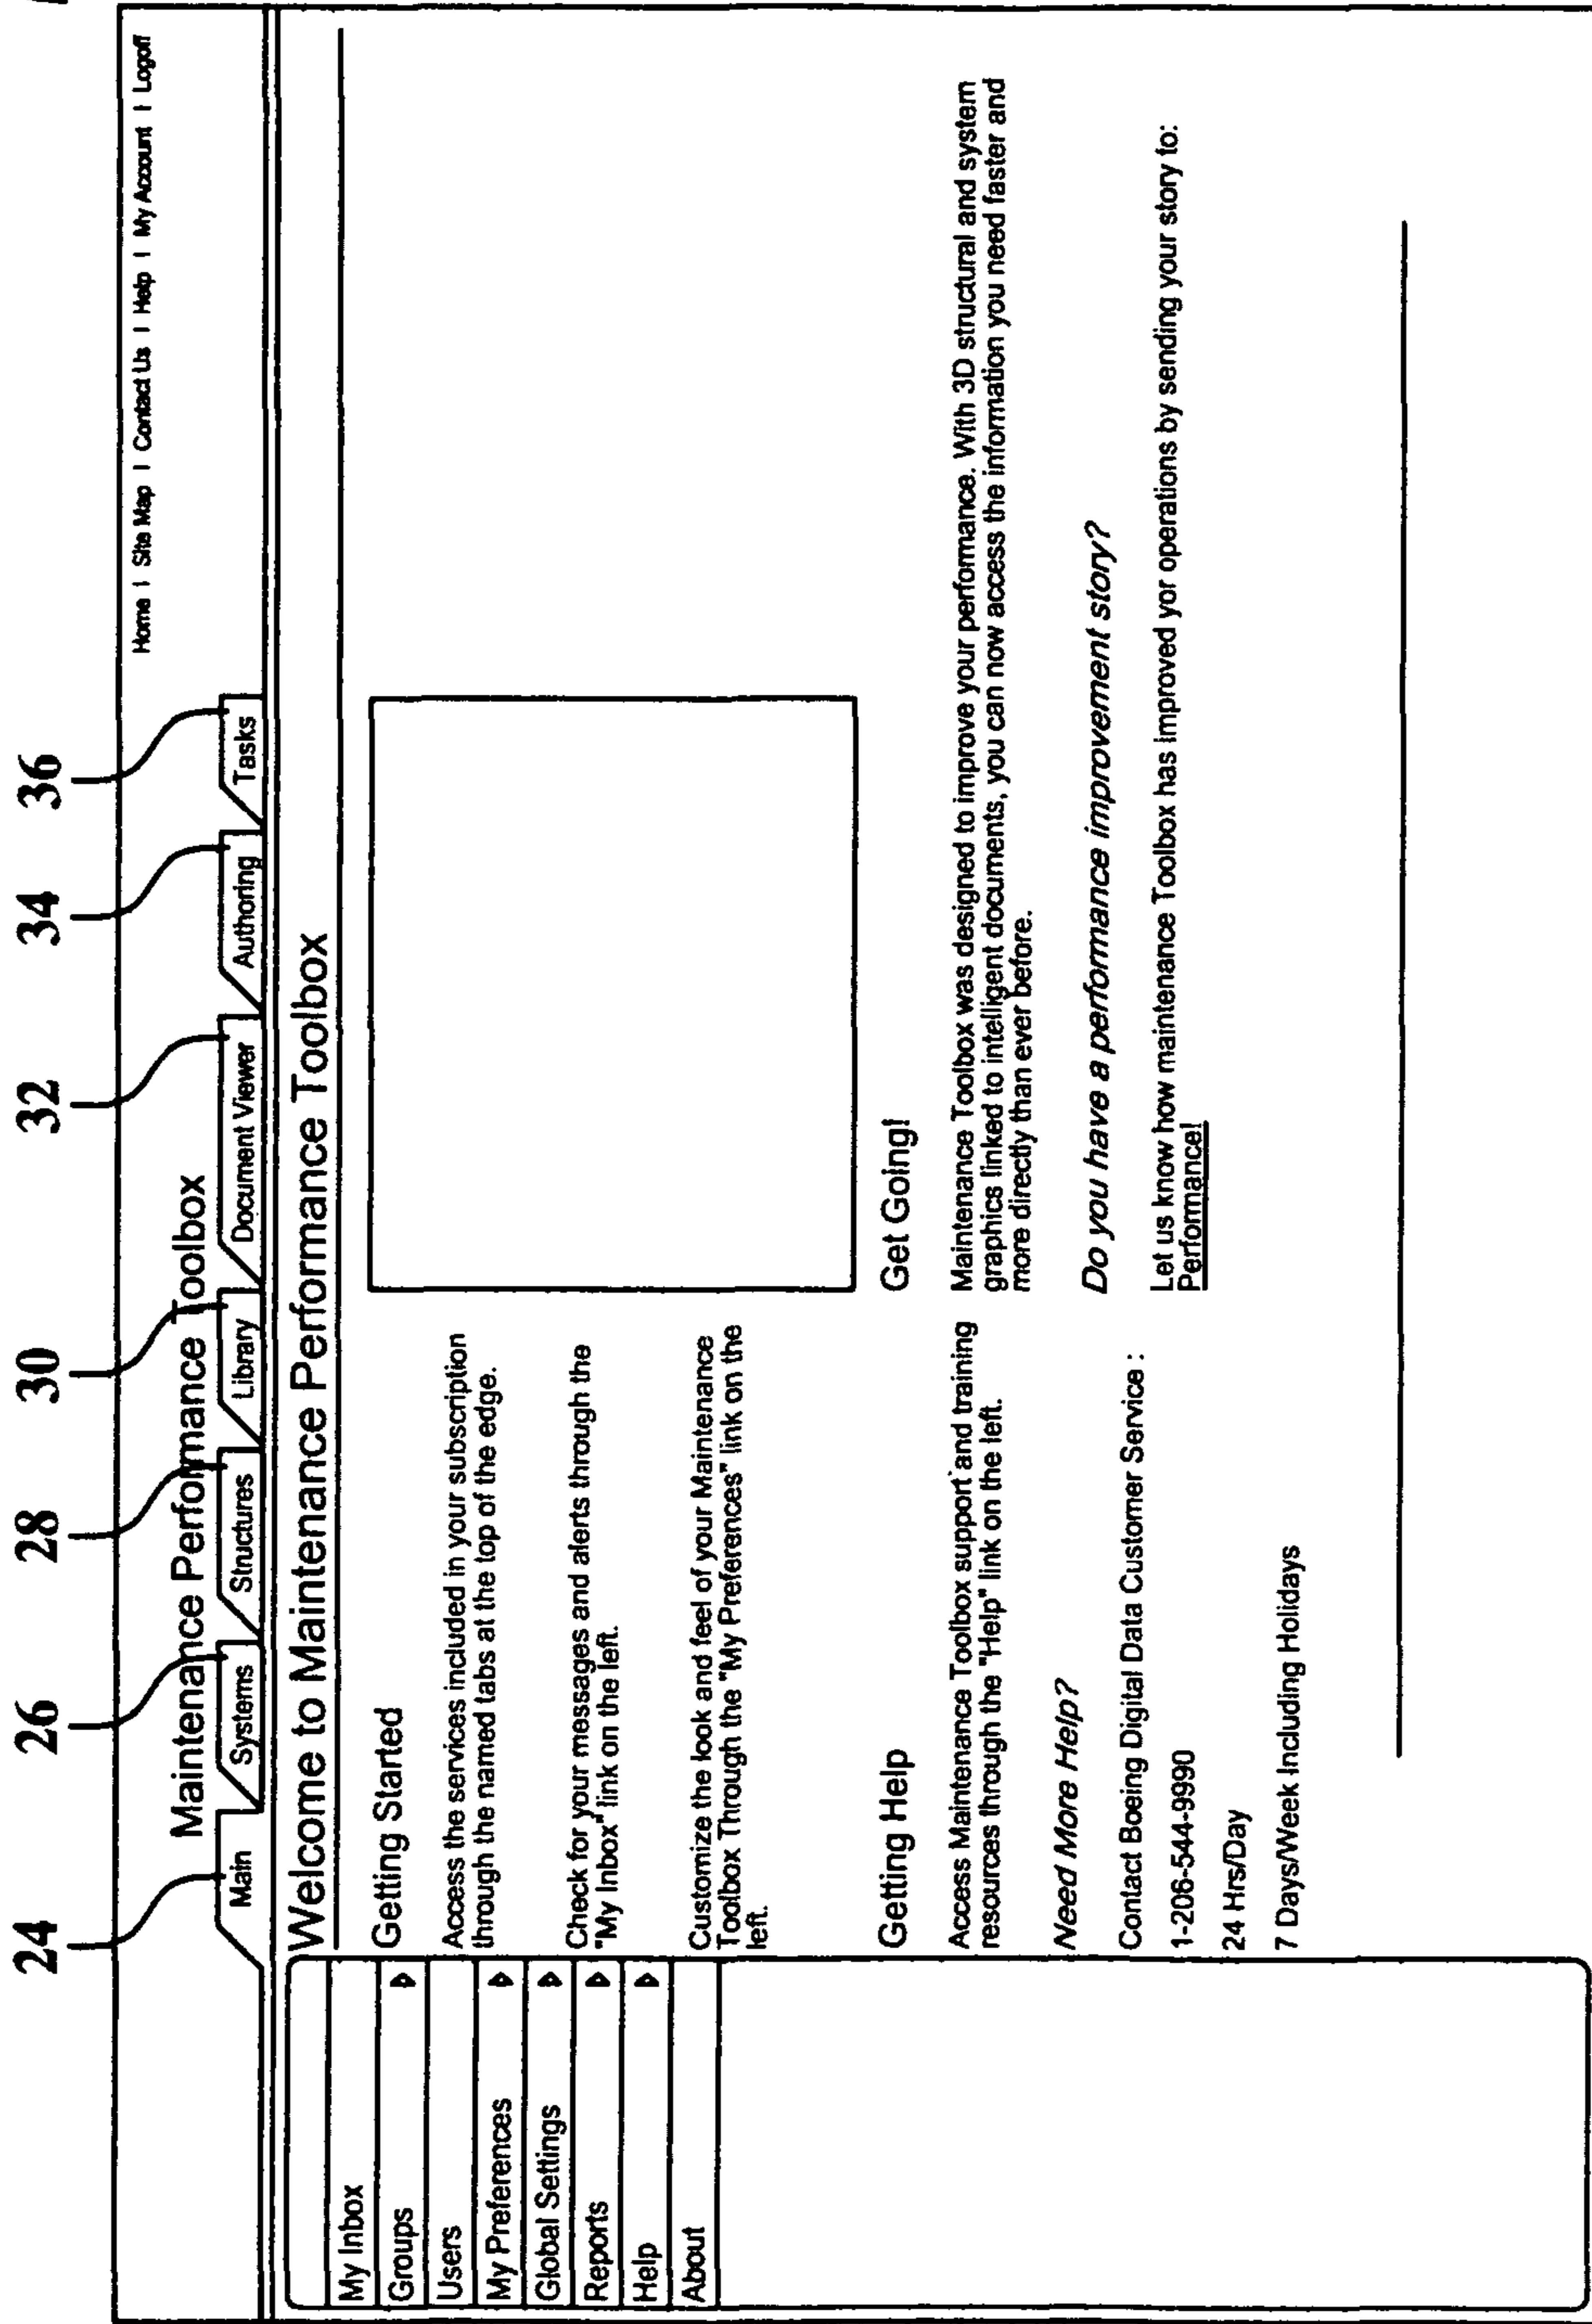 24 26 28 30 32 34 36
Home | Site Map | Contact Us | Help | My Account | Logoff
Maintenance Performance Toolbox
Main Systems Structures Library Document Viewer Authoring Tasks
Welcome to Maintenance Performance Toolbox
My Inbox
Groups
Users
My Preferences
Global Settings
Reports
Help
About
Getting Started
Access the services included in your subscription
through the named tabs at the top of the edge.
Check for your messages and alerts through the
"My Inbox" link on the left.
Customize the look and feel of your Maintenance
Toolbox Through the "My Preferences" link on the
left.
Getting Help
Access Maintenance Toolbox support and training
resources through the "Help" link on the left.
Need More Help?
Contact Boeing Digital Data Customer Service :
1-206-544-9990
24 Hrs/Day
7 Days/Week Including Holidays
Get Going!
Maintenance Toolbox was designed to improve your performance. With 3D structural and system
graphics linked to intelligent documents, you can now access the information you need faster and
more directly than ever before.
Do you have a performance improvement story?
Let us know how maintenance Toolbox has improved yor operations by sending your story to:
Performance!